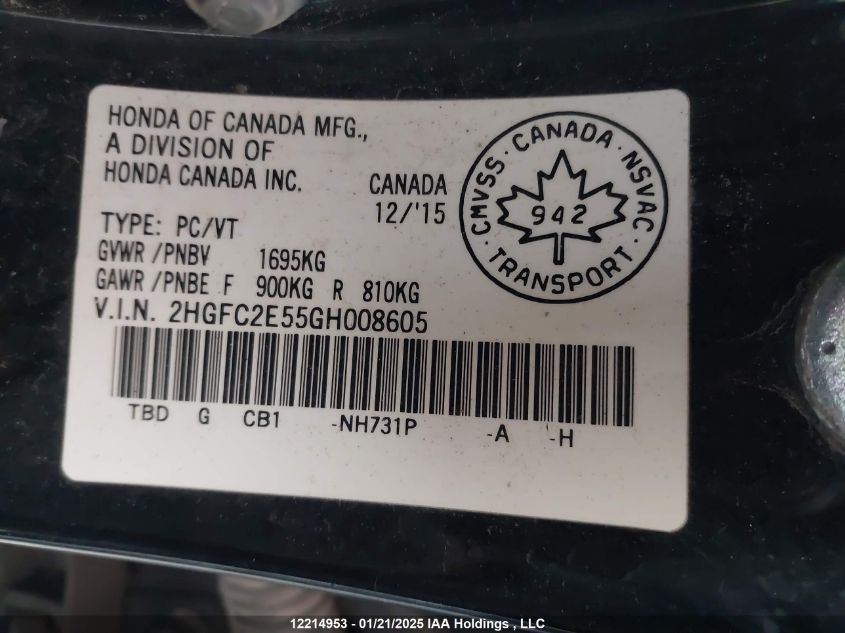 HONDA OF CANADA MFG.,
A DIVISION OF
HONDA CANADA INC.
CANADA
12/'15
TYPE: PC/VT
GVWR /PNBV 1695KG
GAWR /PNBE F 900KG R 810KG
V.I.N. 2HGFC2E55GH008605
TBD G CB1 -NH731P -A -H
CMVSS · CANADA · NSVAC · TRANSPORT ·
942
12214953 - 01/21/2025 IAA Holdings , LLC